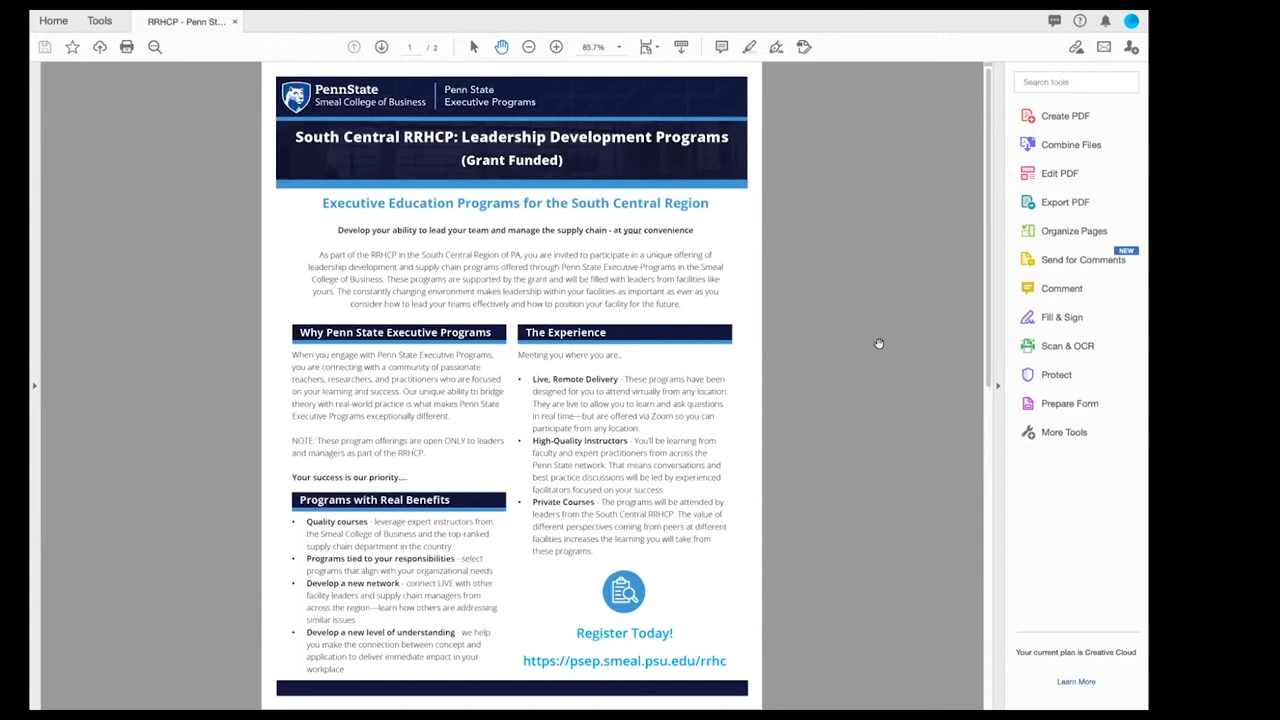 Home Tools RRHCP - Penn St... ×
1 / 2 85.7%
PennState
Smeal College of Business
Penn State
Executive Programs
South Central RRHCP: Leadership Development Programs
(Grant Funded)
Executive Education Programs for the South Central Region
Develop your ability to lead your team and manage the supply chain - at your convenience
As part of the RRHCP in the South Central Region of PA, you are invited to participate in a unique offering of
leadership development and supply chain programs offered through Penn State Executive Programs in the Smeal
College of Business. These programs are supported by the grant and will be filled with leaders from facilities like
yours. The constantly changing environment makes leadership within your facilities as important as ever as you
consider how to lead your teams effectively and how to position your facility for the future.
Why Penn State Executive Programs
When you engage with Penn State Executive Programs,
you are connecting with a community of passionate
teachers, researchers, and practitioners who are focused
on your learning and success. Our unique ability to bridge
theory with real-world practice is what makes Penn State
Executive Programs exceptionally different.
NOTE: These program offerings are open ONLY to leaders
and managers as part of the RRHCP.
Your success is our priority....
Programs with Real Benefits
• Quality courses - leverage expert instructors from
the Smeal College of Business and the top-ranked
supply chain department in the country
• Programs tied to your responsibilities - select
programs that align with your organizational needs
• Develop a new network - connect LIVE with other
facility leaders and supply chain managers from
across the region—learn how others are addressing
similar issues
• Develop a new level of understanding - we help
you make the connection between concept and
application to deliver immediate impact in your
workplace
The Experience
Meeting you where you are...
• Live, Remote Delivery - These programs have been
designed for you to attend virtually from any location.
They are live to allow you to learn and ask questions
in real time—but are offered via Zoom so you can
participate from any location.
• High-Quality Instructors - You'll be learning from
faculty and expert practitioners from across the
Penn State network. That means conversations and
best practice discussions will be led by experienced
facilitators focused on your success.
• Private Courses - The programs will be attended by
leaders from the South Central RRHCP. The value of
different perspectives coming from peers at different
facilities increases the learning you will take from
these programs.
Register Today!
https://psep.smeal.psu.edu/rrhc
Search tools
Create PDF
Combine Files
Edit PDF
Export PDF
Organize Pages
NEW
Send for Comments
Comment
Fill & Sign
Scan & OCR
Protect
Prepare Form
More Tools
Your current plan is Creative Cloud
Learn More